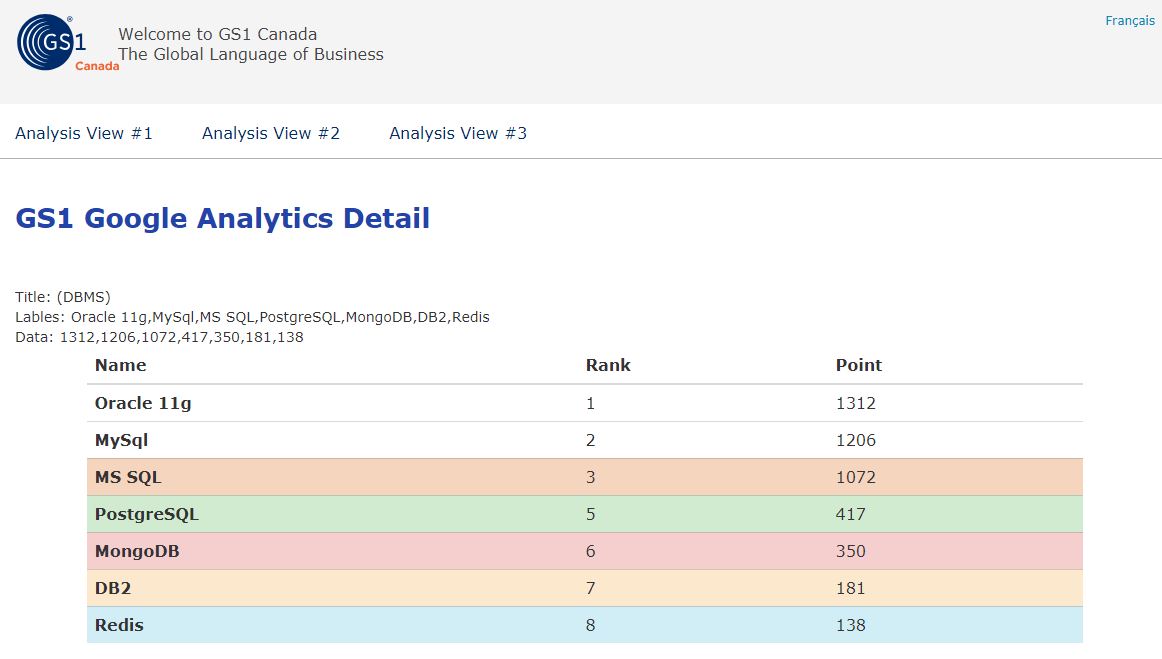 GS1® Canada
Welcome to GS1 Canada
The Global Language of Business
Français
Analysis View #1 Analysis View #2 Analysis View #3
GS1 Google Analytics Detail
Title: (DBMS)
Lables: Oracle 11g,MySql,MS SQL,PostgreSQL,MongoDB,DB2,Redis
Data: 1312,1206,1072,417,350,181,138
Name Rank Point
Oracle 11g 1 1312
MySql 2 1206
MS SQL 3 1072
PostgreSQL 5 417
MongoDB 6 350
DB2 7 181
Redis 8 138